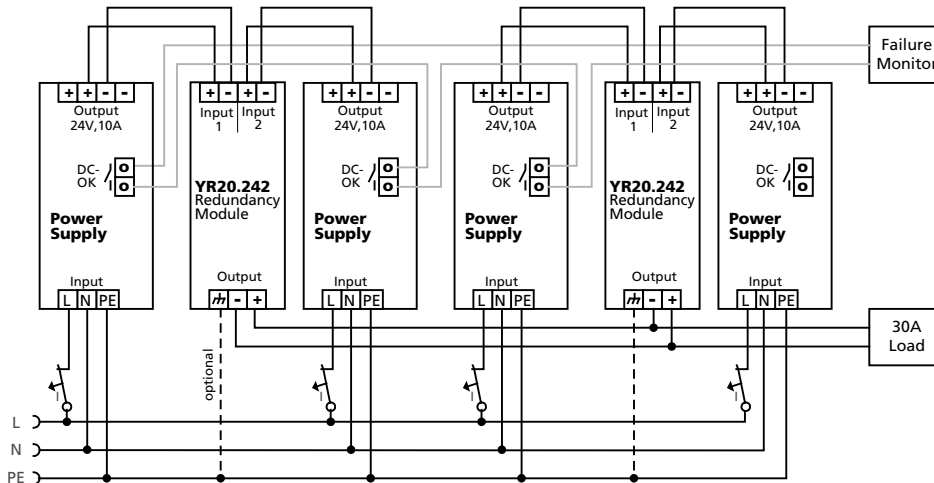 Failure
Monitor
+ + - -
Output
24V,10A
DC-
OK
Power
Supply
Input
L N PE
+ - + -
Input
1
Input
2
YR20.242
Redundancy
Module
Output
- +
+ + - -
Output
24V,10A
DC-
OK
Power
Supply
Input
L N PE
+ + - -
Output
24V,10A
DC-
OK
Power
Supply
Input
L N PE
+ - + -
Input
1
Input
2
YR20.242
Redundancy
Module
Output
- +
+ + - -
Output
24V,10A
DC-
OK
Power
Supply
Input
L N PE
30A
Load
I
optional
I
I
I
L
N
PE